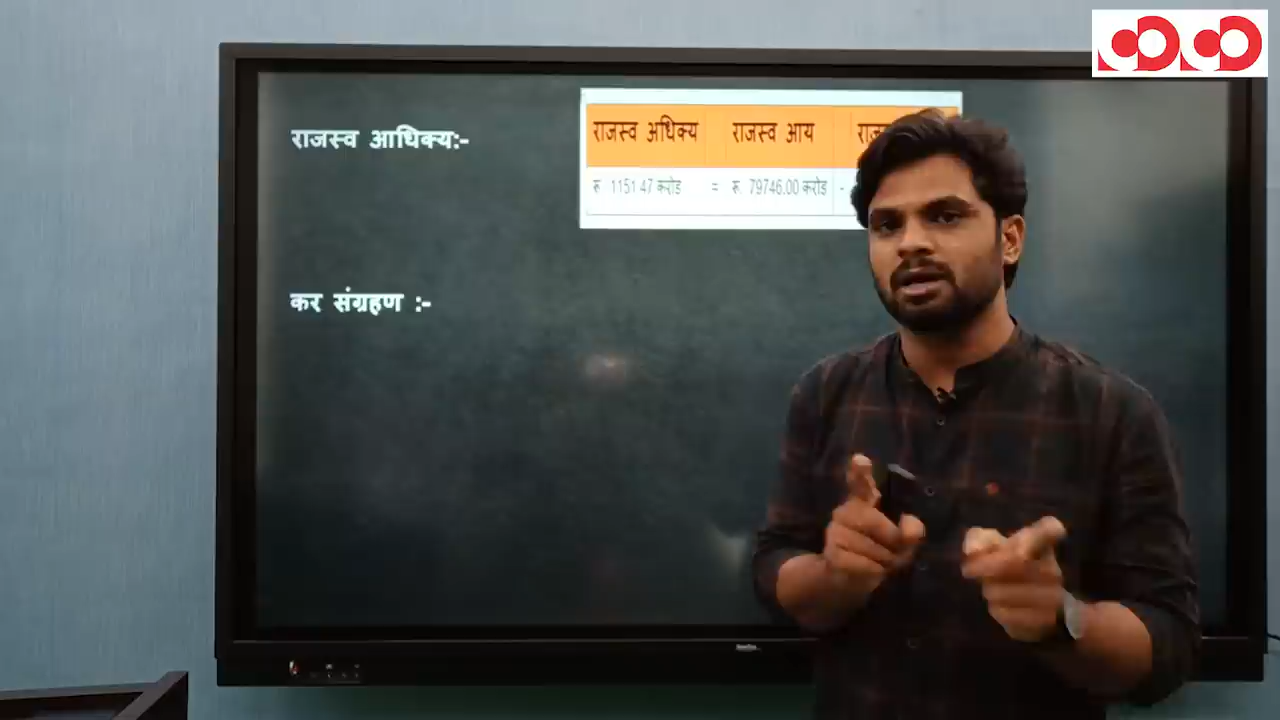 राजस्व आधिक्य:-
राजस्व अधिक्य राजस्व आय
रू. 1151.47 करोड = रू. 79746.00 करोड -
कर संग्रहण :-